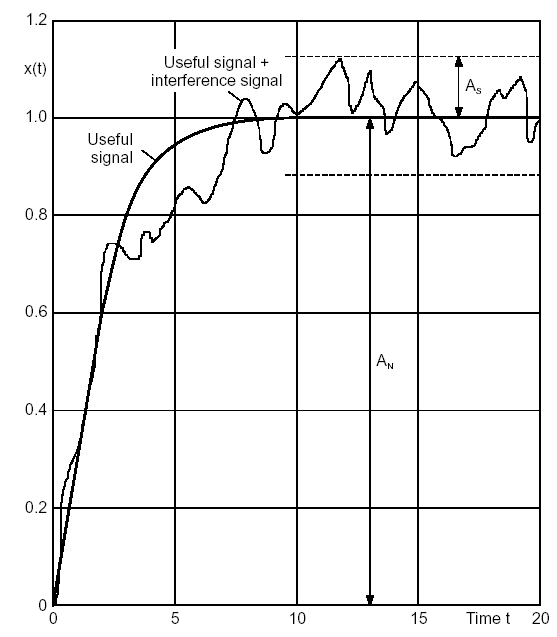 1.2
x(t)
Useful signal +
interference signal
A_S
1.0
Useful
signal
0.8
0.6
A_N
0.4
0.2
0
0 5 10 15 Time t 20